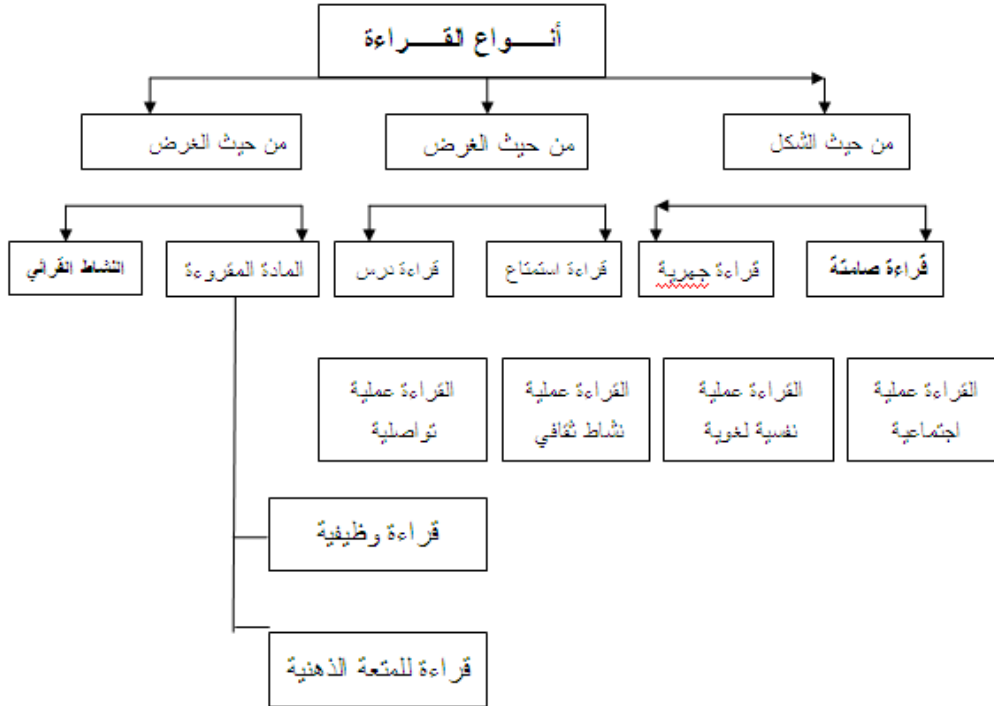 أنـــــواع القـــــراءة
من حيث الشكل
من حيث الغرض
من حيث الغرض
قراءة صامتة
قراءة جهرية
قراءة استمتاع
قراءة درس
المادة المقروءة
النشاط القرائي
القراءة عملية
اجتماعية
القراءة عملية
نفسية لغوية
القراءة عملية
نشاط ثقافي
القراءة عملية
تواصلية
قراءة وظيفية
قراءة للمتعة الذهنية